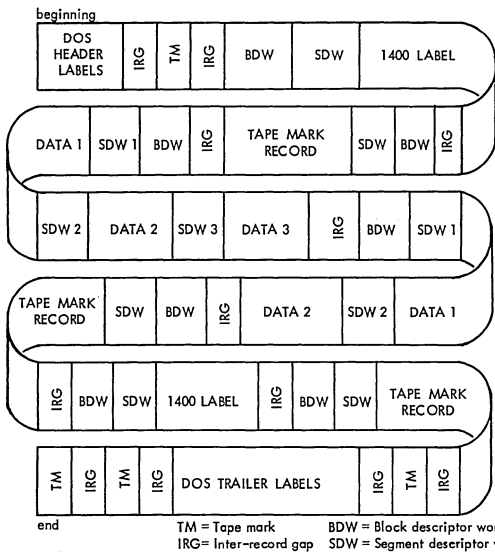 beginning
DOS HEADER LABELS
IRG
TM
IRG
BDW
SDW
1400 LABEL
DATA 1
SDW 1
BDW
IRG
TAPE MARK RECORD
SDW
BDW
IRG
SDW 2
DATA 2
SDW 3
DATA 3
IRG
BDW
SDW 1
TAPE MARK RECORD
SDW
BDW
IRG
DATA 2
SDW 2
DATA 1
IRG
BDW
SDW
1400 LABEL
IRG
BDW
SDW
TAPE MARK RECORD
TM
IRG
TM
IRG
DOS TRAILER LABELS
IRG
TM
IRG
end
TM = Tape mark BDW = Block descriptor wor
IRG= Inter-record gap SDW = Segment descriptor